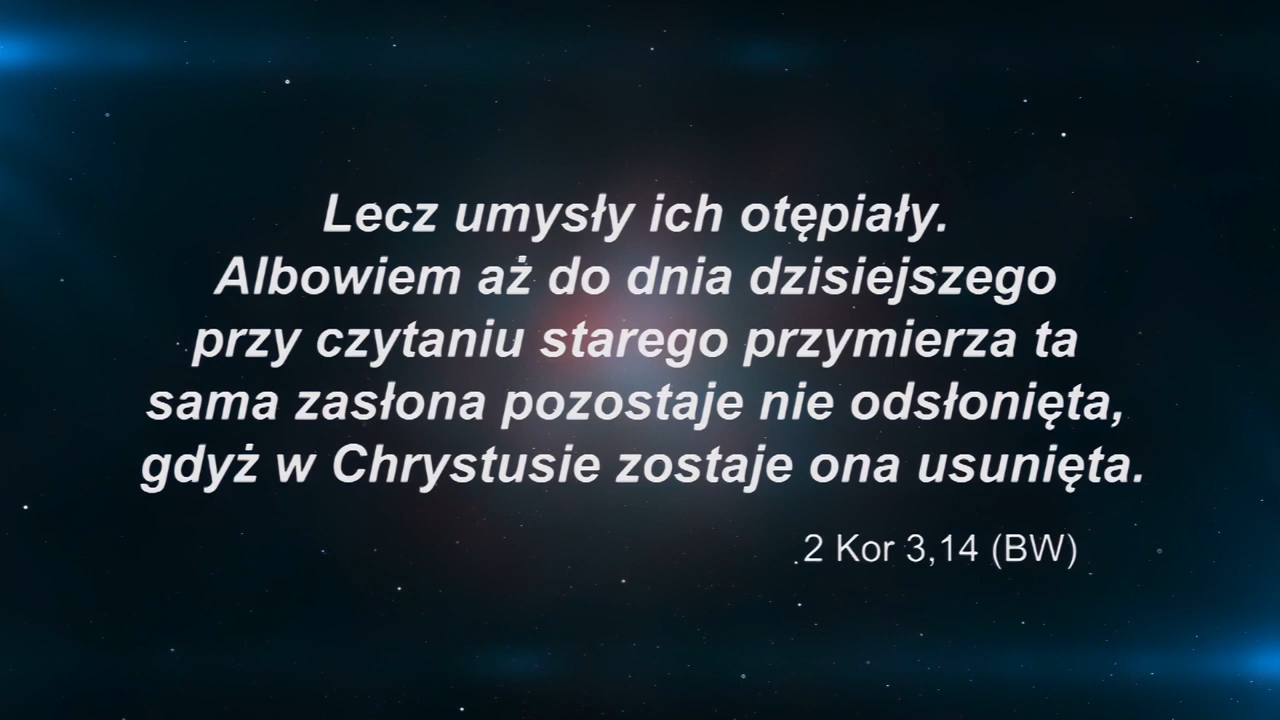 Lecz umysły ich otępiały.
Albowiem aż do dnia dzisiejszego
przy czytaniu starego przymierza ta
sama zasłona pozostaje nie odsłonięta,
gdyż w Chrystusie zostaje ona usunięta.
2 Kor 3,14 (BW)